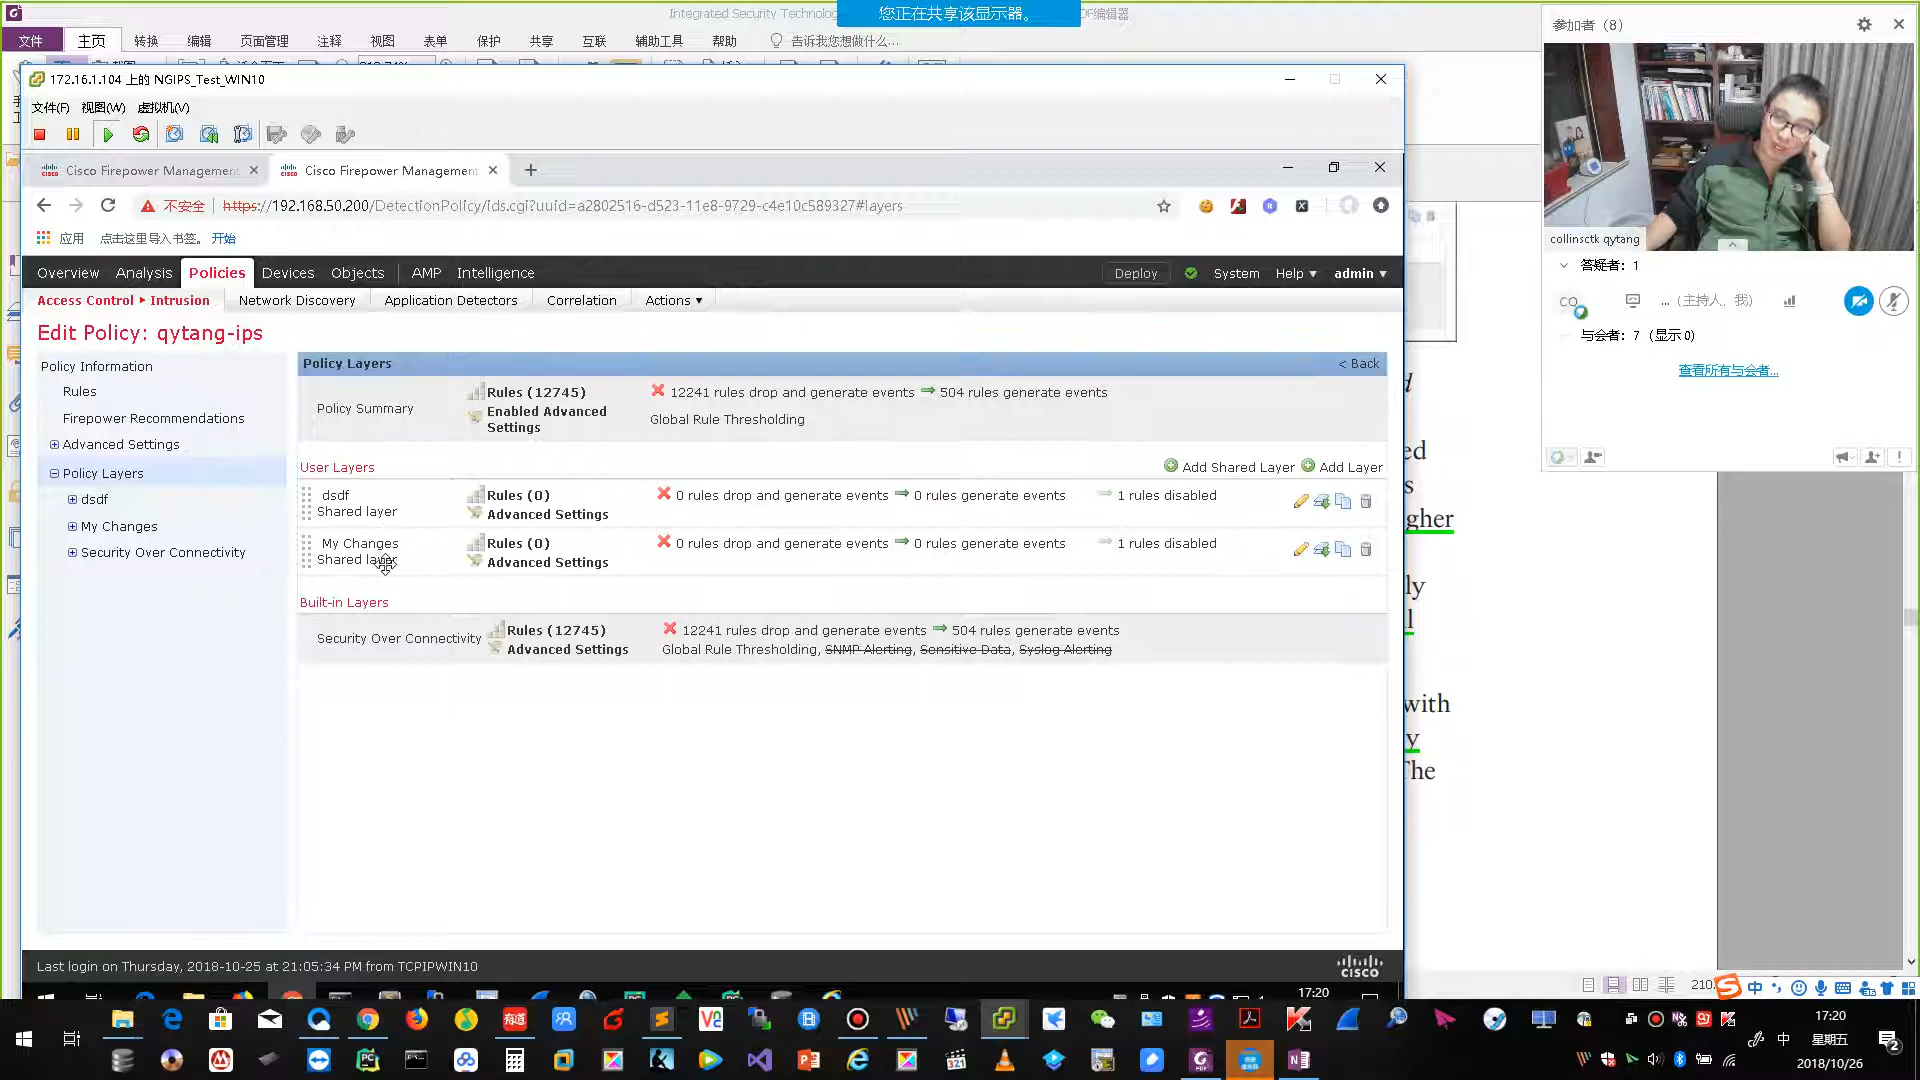 Integrated Security Technolog
您正在共享该显示器。
DF编辑器
文件
主页
转换
编辑
页面管理
注释
视图
表单
保护
共享
互联
辅助工具
帮助
告诉我您想做什么...
172.16.1.104 上的 NGIPS_Test_WIN10
文件(F)
视图(W)
虚拟机(V)
Cisco Firepower Management
Cisco Firepower Management
不安全
https://192.168.50.200/DetectionPolicy/ids.cgi?uuid=a2802516-d523-11e8-9729-c4e10c589327#layers
应用
点击这里导入书签。
开始
Overview
Analysis
Policies
Devices
Objects
AMP
Intelligence
Deploy
System
Help
admin
Access Control
Intrusion
Network Discovery
Application Detectors
Correlation
Actions
Edit Policy: qytang-ips
Policy Information
Rules
Firepower Recommendations
Advanced Settings
Policy Layers
dsdf
My Changes
Security Over Connectivity
Policy Layers
< Back
Policy Summary
Rules (12745)
12241 rules drop and generate events
504 rules generate events
Enabled Advanced Settings
Global Rule Thresholding
User Layers
Add Shared Layer
Add Layer
dsdf
Shared layer
Rules (0)
Advanced Settings
0 rules drop and generate events
0 rules generate events
1 rules disabled
My Changes
Shared layer
Rules (0)
Advanced Settings
0 rules drop and generate events
0 rules generate events
1 rules disabled
Built-in Layers
Security Over Connectivity
Rules (12745)
Advanced Settings
12241 rules drop and generate events
504 rules generate events
Global Rule Thresholding, SNMP Alerting, Sensitive Data, Syslog Alerting
Last login on Thursday, 2018-10-25 at 21:05:34 PM from TCPIPWIN10
cisco
17:20
参加者（8）
collinsctk qytang
答疑者：1
CO
...（主持人、我）
与会者：7（显示 0）
查看所有与会者...
d
ed
s
gher
ly
l
with
y
The
210.
中
17:20
中
星期五
2018/10/26
2